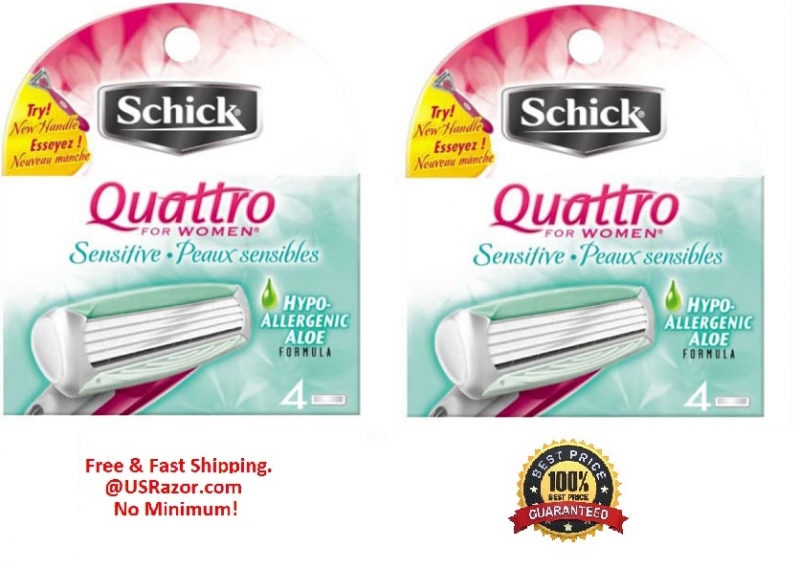 Schick®
Try!
New Handle
Essayez !
Nouveau manche
Quattro
FOR WOMEN®
Sensitive • Peaux sensibles
HYPO-
ALLERGENIC
ALOE
FORMULA
4
Schick®
Try!
New Handle
Essayez !
Nouveau manche
Quattro
FOR WOMEN®
Sensitive • Peaux sensibles
HYPO-
ALLERGENIC
ALOE
FORMULA
4
Free & Fast Shipping.
@USRazor.com
No Minimum!
BEST PRICE
100%
BEST PRICE
GUARANTEED